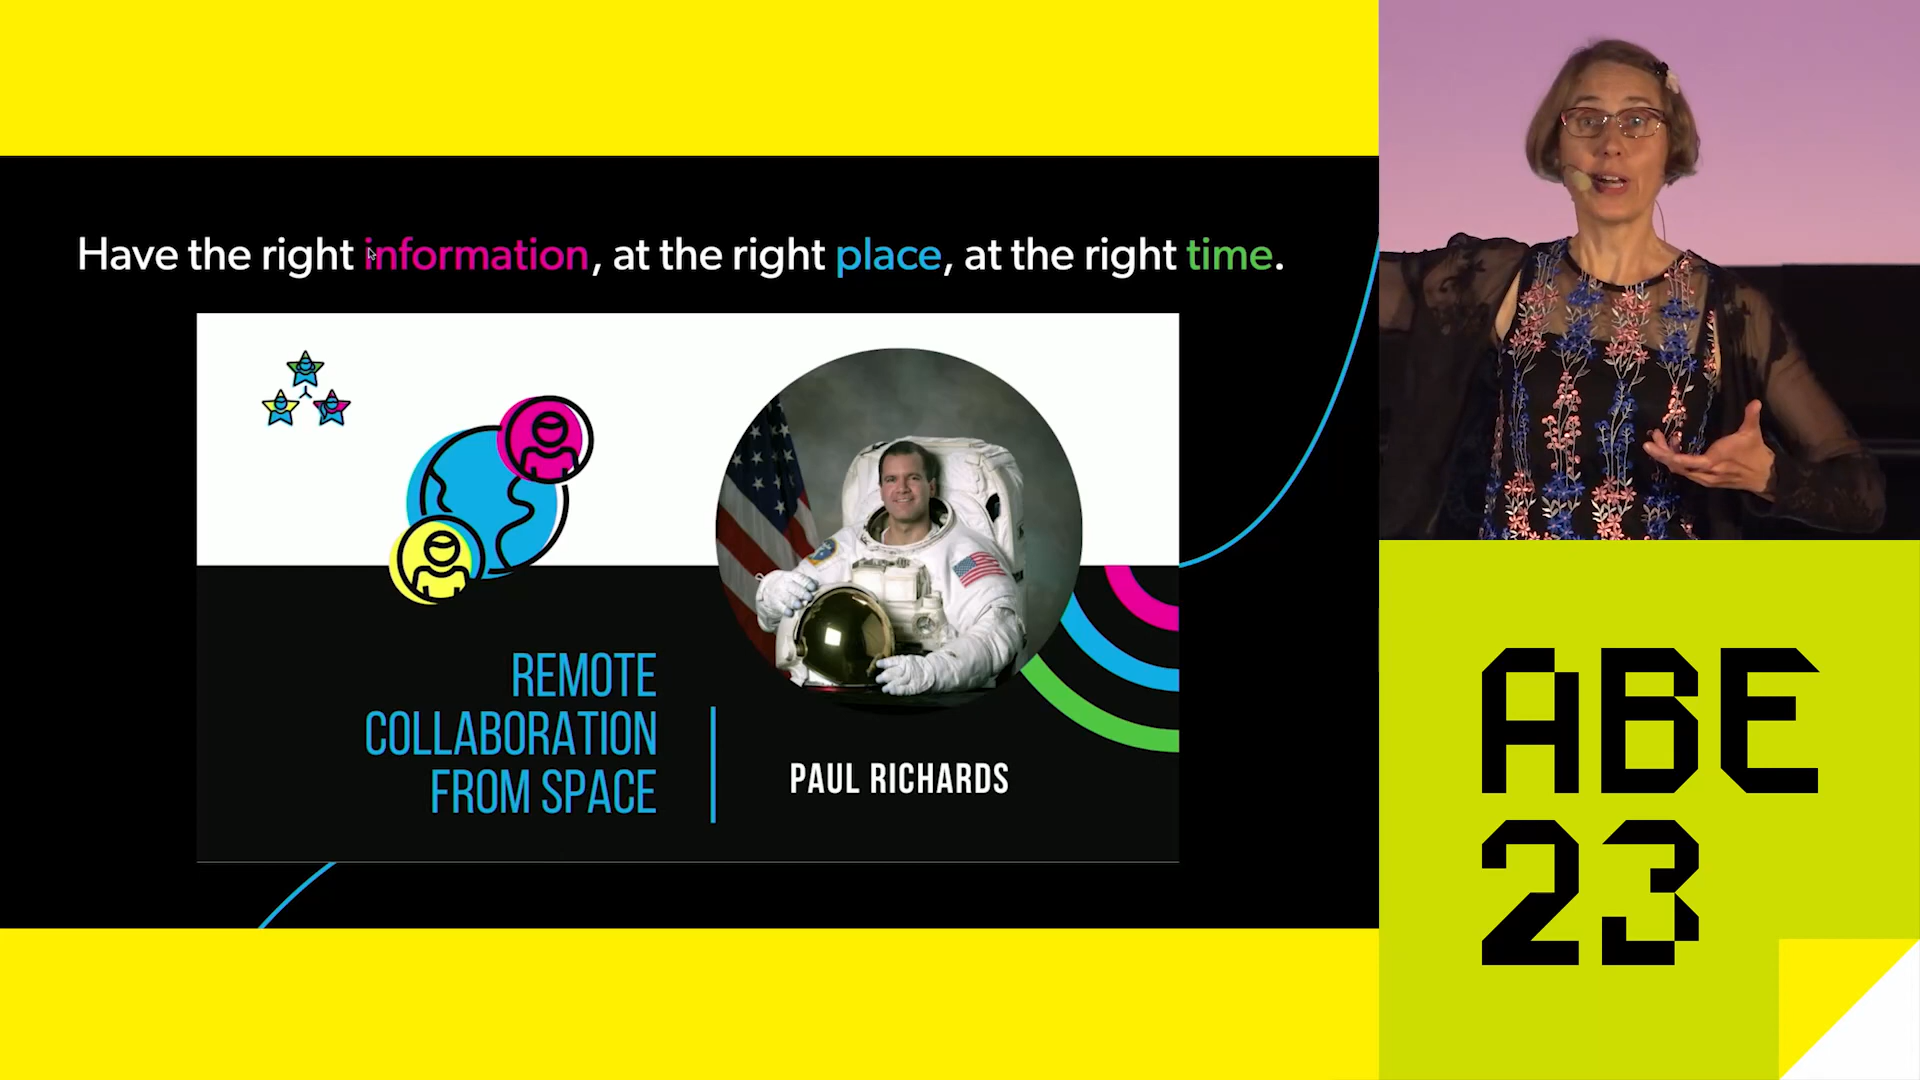 Have the right information, at the right place, at the right time.
REMOTE
COLLABORATION
FROM SPACE
PAUL RICHARDS
ABE
23